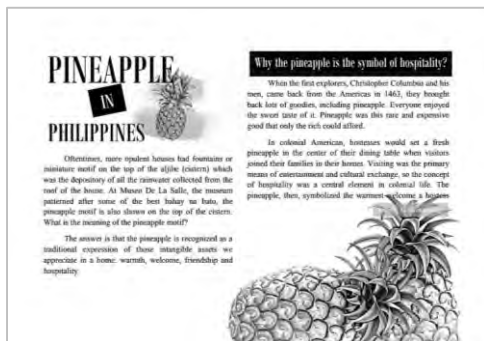 PINEAPPLE
IN
PHILIPPINES
Oftentimes, more opulent houses had fountains or
miniature motif on the top of the aljibe (cistern) which
was the depository of all the rainwater collected from the
roof of the house. At Museo De La Salle, the museum
patterned after some of the best bahay na bato, the
pineapple motif is also shown on the top of the cistern.
What is the meaning of the pineapple motif?
The answer is that the pineapple is recognized as a
traditional expression of those intangible assets we
appreciate in a home: warmth, welcome, friendship and
hospitality.
Why the pineapple is the symbol of hospitality?
When the first explorers, Christopher Columbus and his
men, came back from the Americas in 1463, they brought
back lots of goodies, including pineapple. Everyone enjoyed
the sweet taste of it. Pineapple was this rare and expensive
good that only the rich could afford.
In colonial American, hostesses would set a fresh
pineapple in the center of their dining table when visitors
joined their families in their homes. Visiting was the primary
means of entertainment and cultural exchange, so the concept
of hospitality was a central element in colonial life. The
pineapple, then, symbolized the warmest welcome a hostess